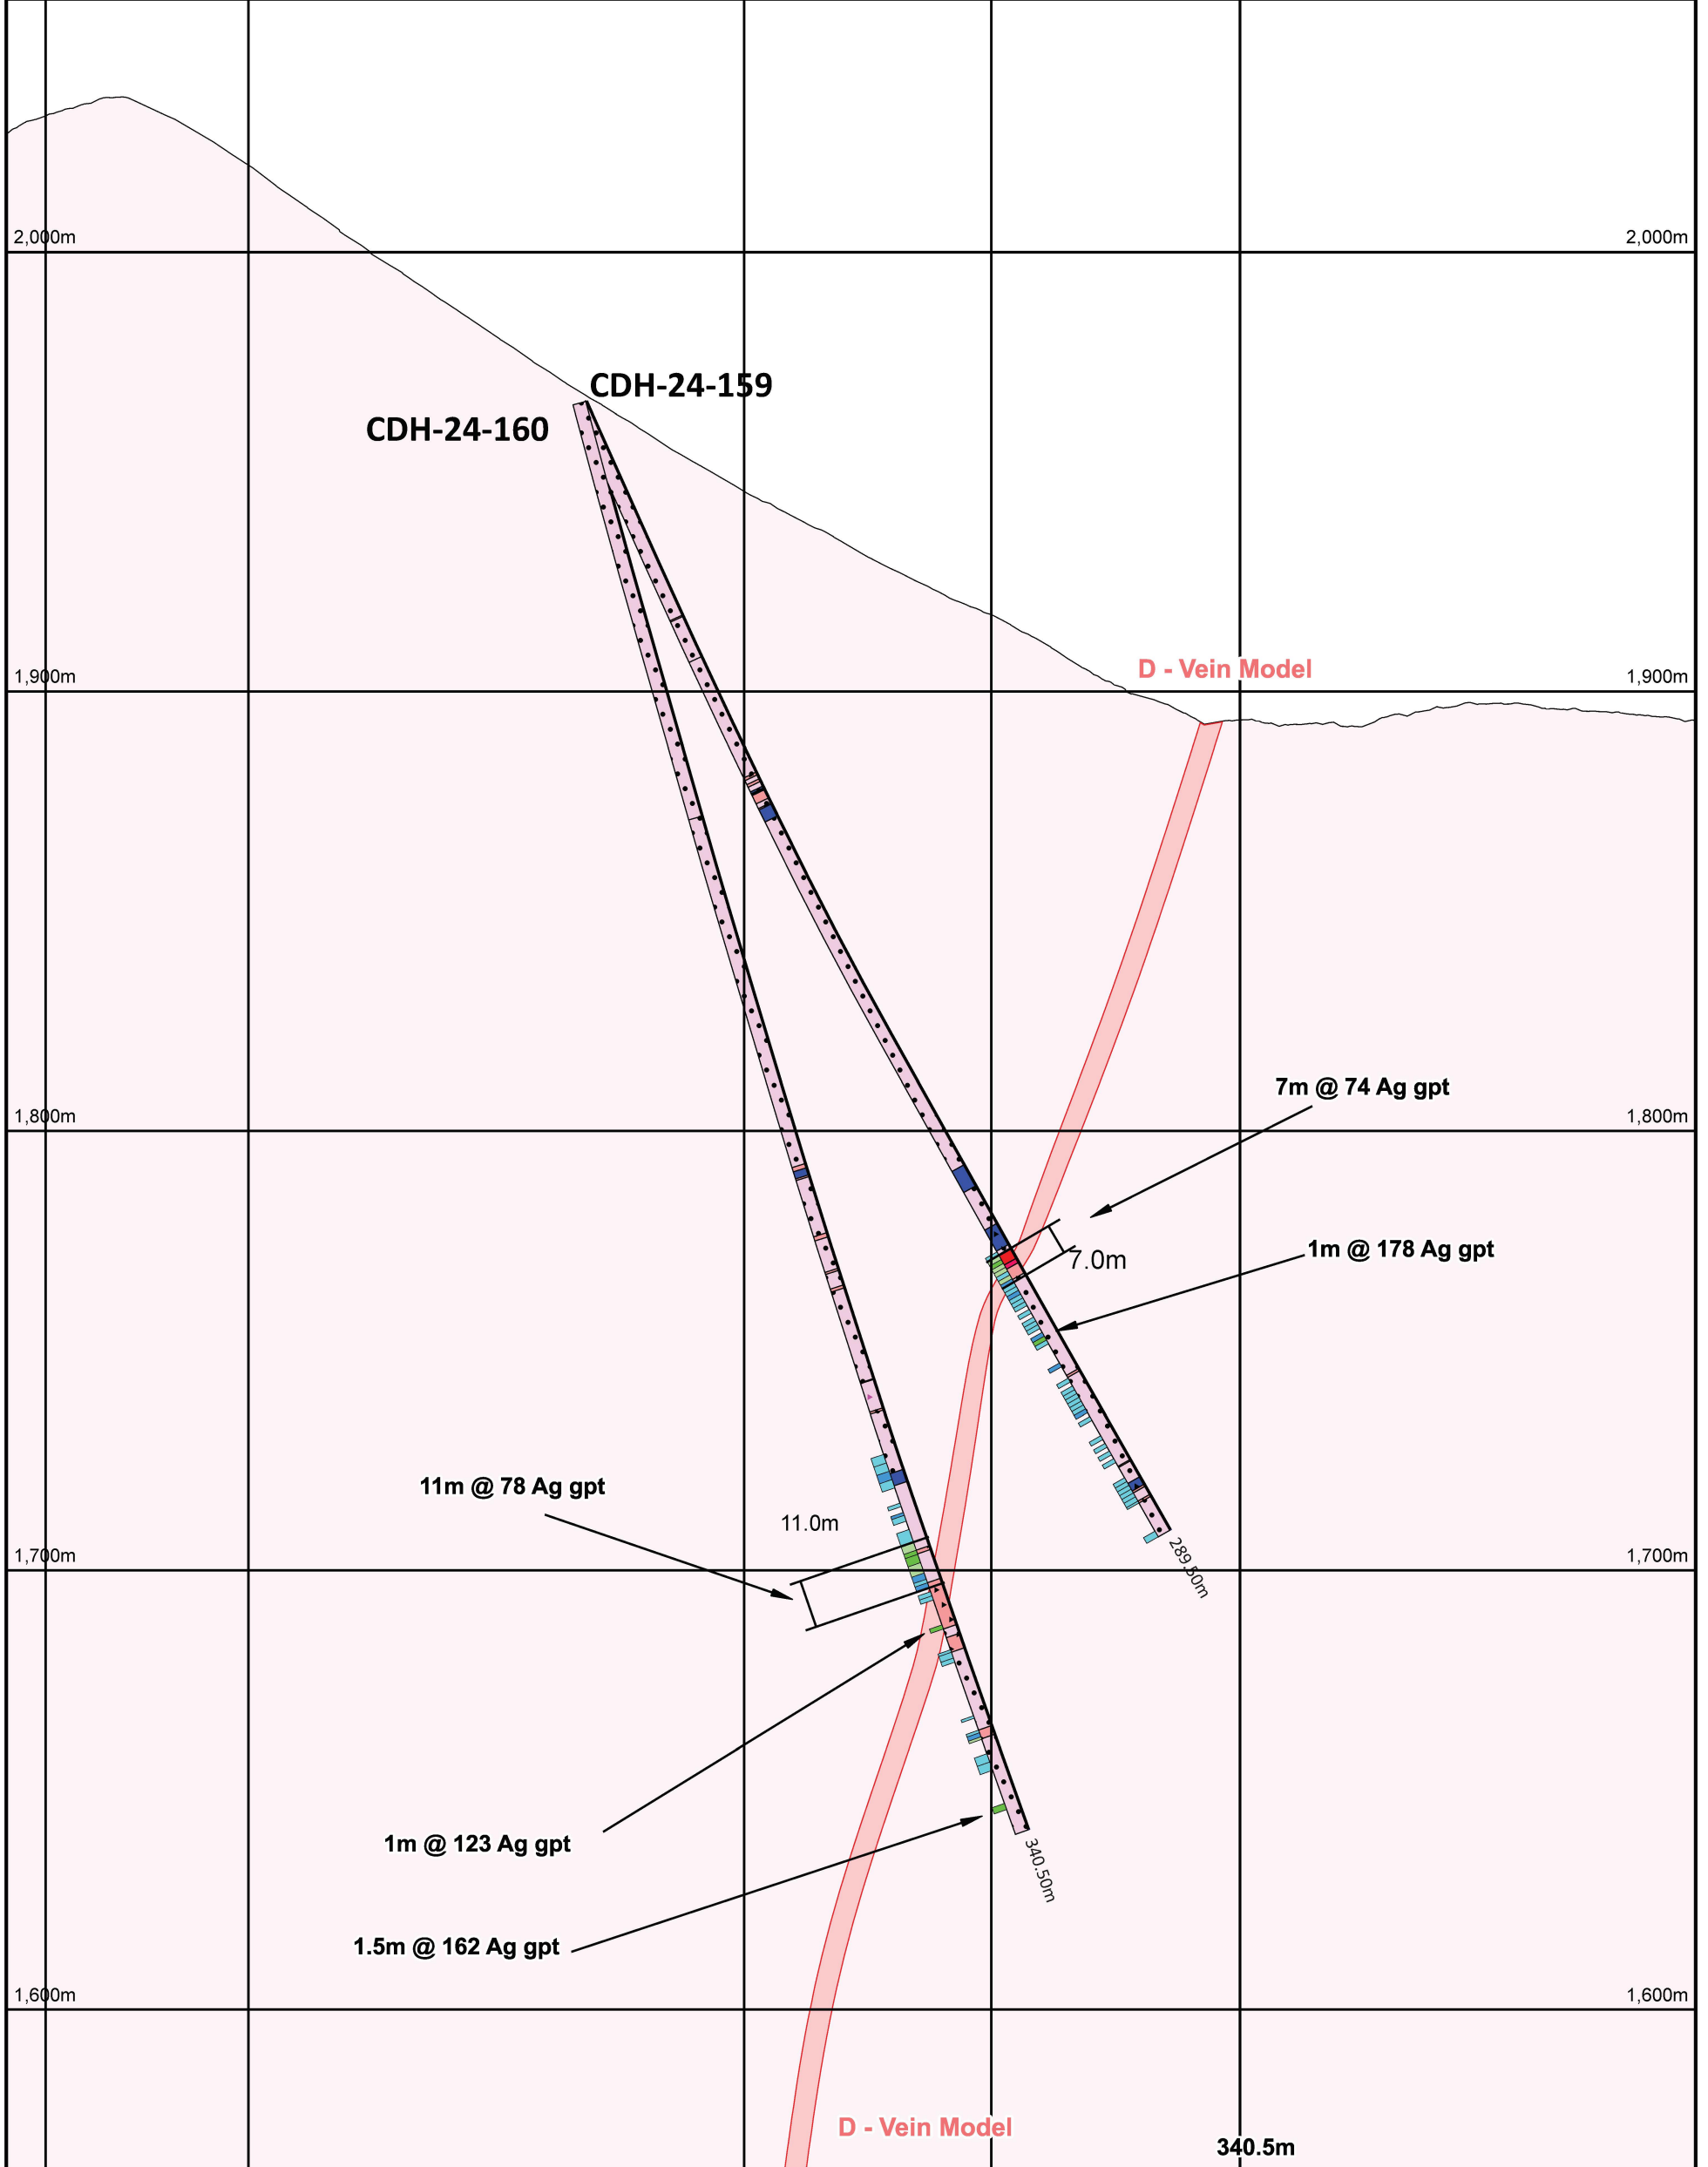 2,000m
2,000m
CDH-24-159
CDH-24-160
D - Vein Model
1,900m
1,900m
7m @ 74 Ag gpt
1,800m
1,800m
1m @ 178 Ag gpt
7.0m
11m @ 78 Ag gpt
11.0m
1,700m
1,700m
289.50m
1m @ 123 Ag gpt
340.50m
1.5m @ 162 Ag gpt
1,600m
1,600m
D - Vein Model
340.5m